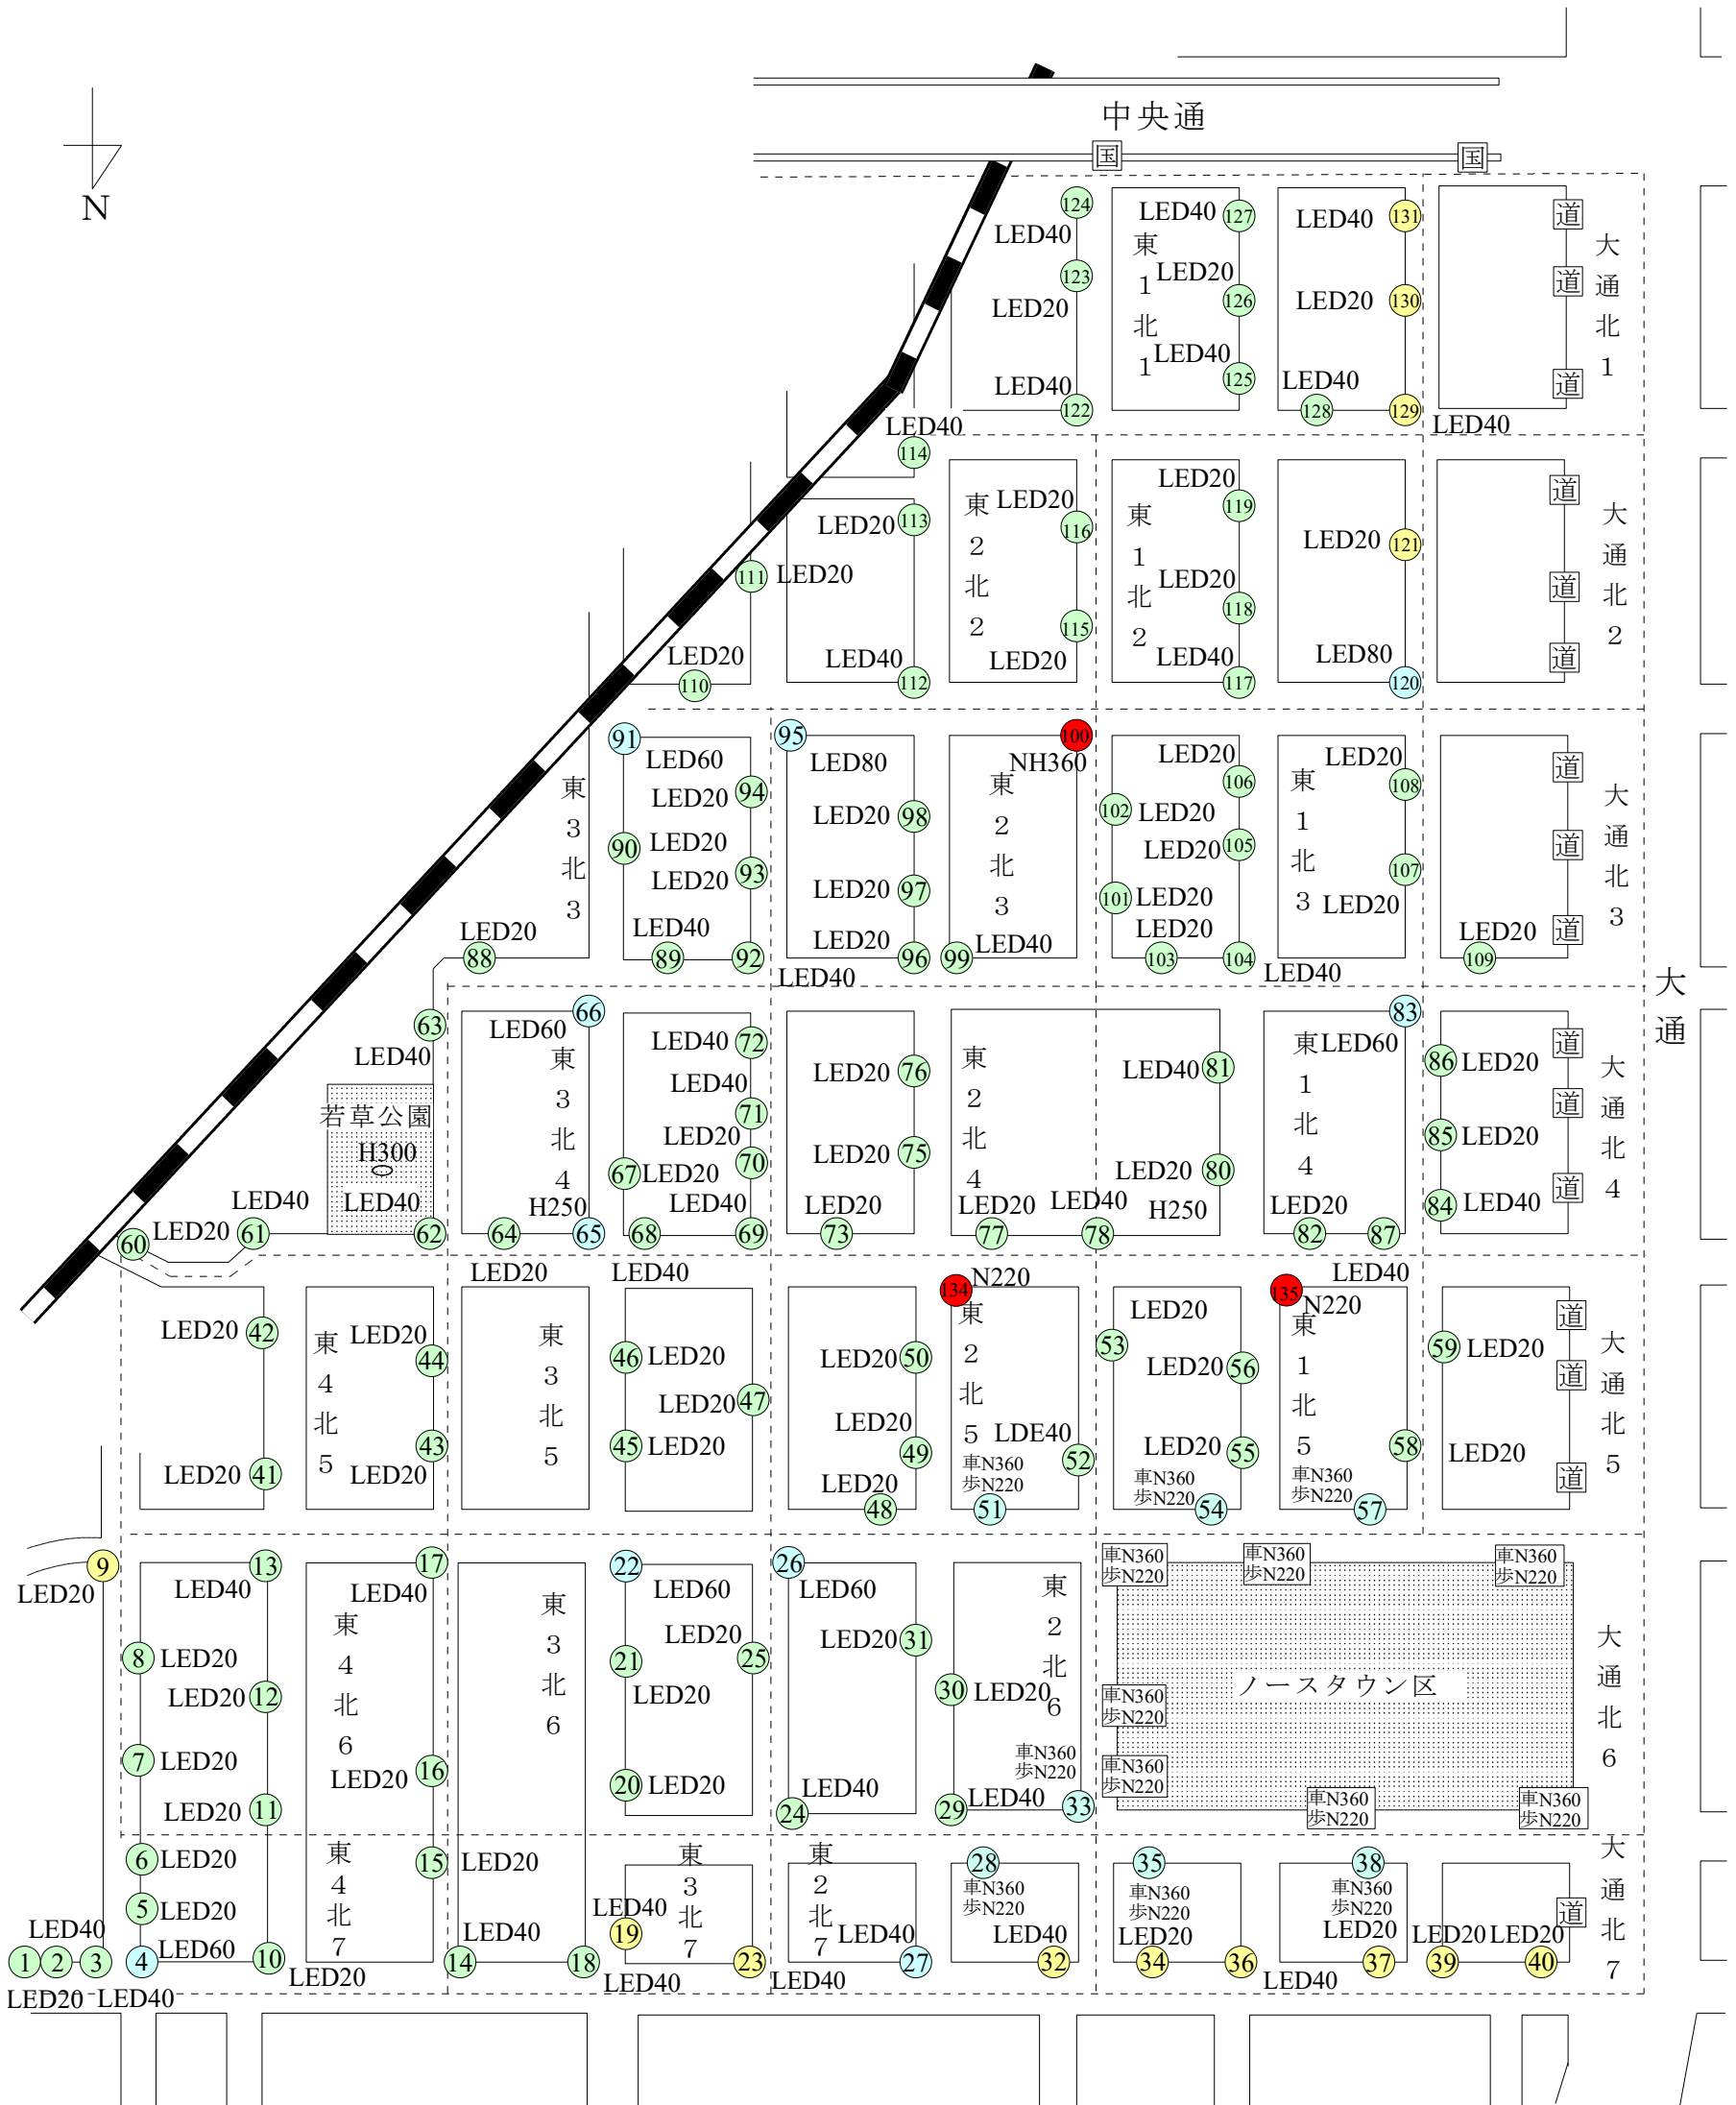 中央通
国
国
N
124
LED40
127
LED40
131
道
LED40
東1北1
大通北1
123
LED20
126
LED20
130
道
LED20
LED40
125
LED40
道
LED40
122
128
129
LED40
LED40
114
LED20
119
道
LED20
113
東2北2
LED20
116
東1北2
大通北2
LED20
121
111
LED20
LED20
118
道
115
LED20
110
LED40
112
LED20
LED40
117
LED80
120
道
91
LED60
95
LED80
100
NH360
LED20
106
LED20
108
道
東3北3
LED20
94
LED20
98
東2北3
102
LED20
東1北3
大通北3
90
LED20
LED20
105
道
LED20
93
LED20
97
101
LED20
107
LED20
LED20
88
LED40
89
92
LED20
96
99
LED40
LED20
103
104
LED20
109
道
LED40
LED40
大通
63
LED40
LED60
66
LED40
72
LED20
76
東2北4
LED40
81
東1北4
LED60
83
86
LED20
道
東3北4
大通北4
若草公園
H300
LED40
71
LED20
75
85
LED20
道
LED20
70
67
LED20
LED20
80
LED40
62
LED40
61
LED20
60
H250
64
65
LED40
68
69
LED20
73
LED20
77
LED40
78
H250
LED20
82
87
84
LED40
道
LED20
LED40
134
N220
135
N220
LED40
LED20
42
東4北5
LED20
44
東3北5
46
LED20
LED20
50
東2北5
LED20
53
LED20
56
東1北5
59
LED20
道
大通北5
LED20
47
道
LED20
41
LED20
43
45
LED20
LED20
49
LED20
48
LDE40
52
車N360
歩N220
51
LED20
55
車N360
歩N220
54
車N360
歩N220
57
58
LED20
道
9
LED20
13
LED40
17
LED40
22
LED60
26
LED60
車N360
歩N220
車N360
歩N220
車N360
歩N220
東4北6
東3北6
東2北6
大通北6
8
LED20
LED20
12
21
LED20
LED20
25
LED20
31
30
LED20
車N360
歩N220
ノースタウン区
7
LED20
LED20
16
LED20
11
20
LED20
LED40
24
車N360
歩N220
LED40
29
33
車N360
歩N220
車N360
歩N220
車N360
歩N220
6
LED20
東4北7
15
LED20
東3北7
東2北7
28
車N360
歩N220
35
車N360
歩N220
38
車N360
歩N220
大通北7
5
LED20
LED40
19
道
LED40
1
2
3
4
LED60
10
LED20
14
LED40
18
23
LED40
27
LED40
32
LED20
34
36
LED20
37
LED20
39
LED20
40
LED20
LED40
LED40
LED40
LED40